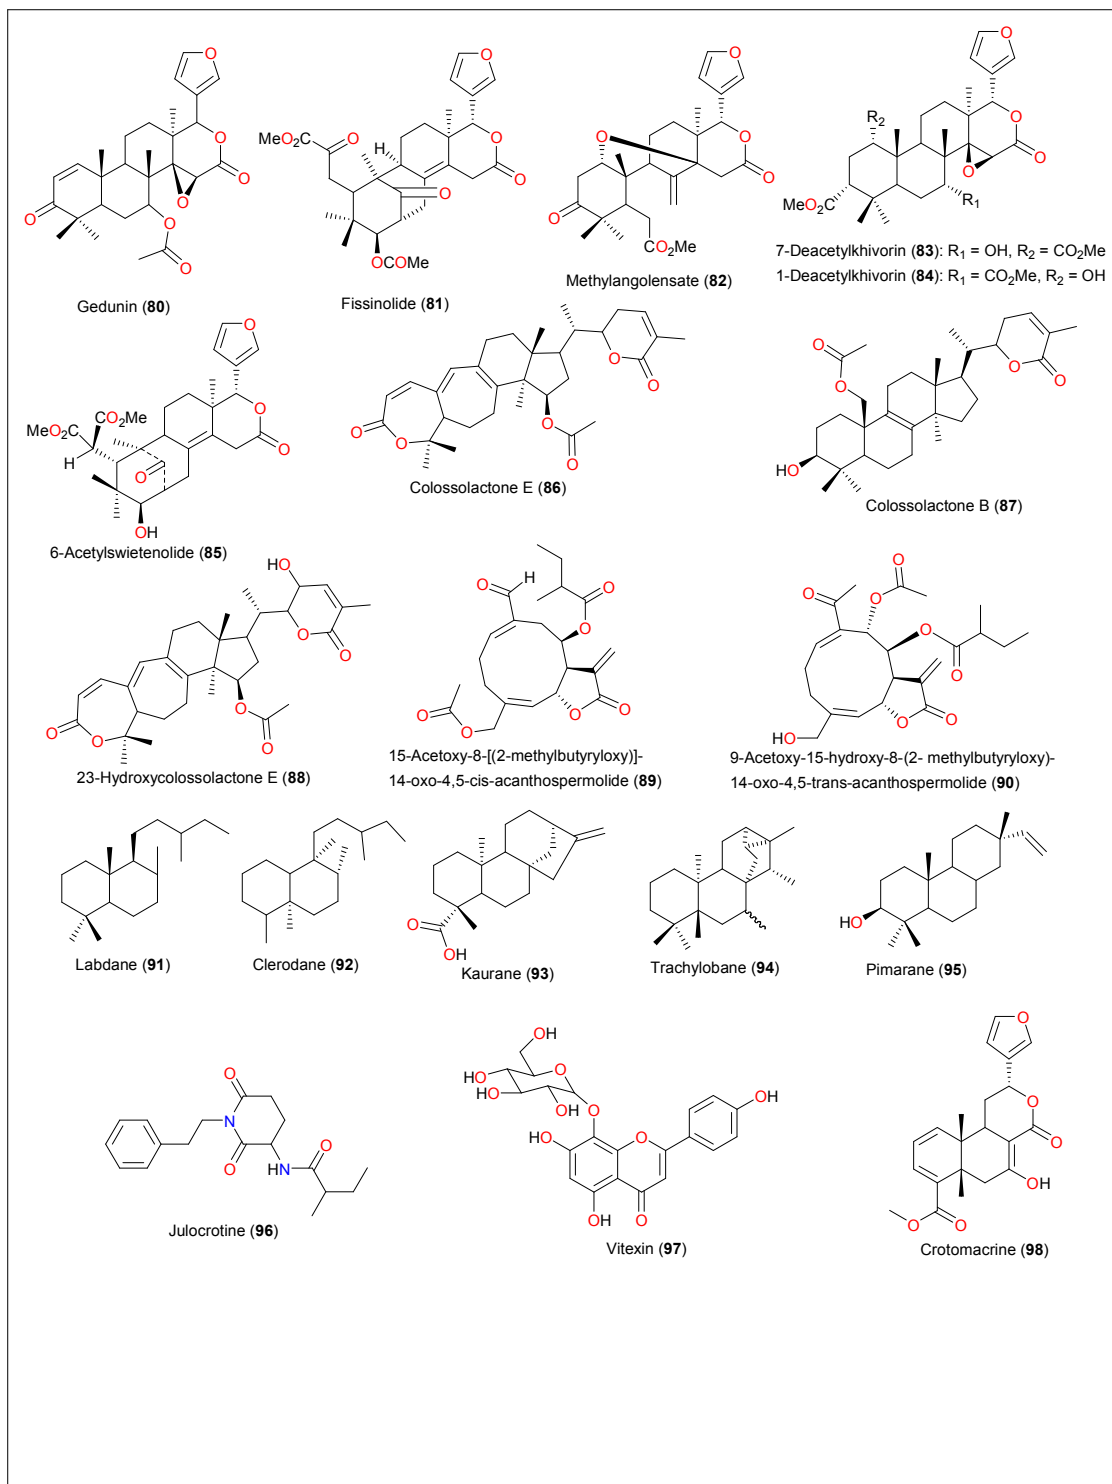 O
O
O
O
O
O
O
O
Gedunin (80)
O
MeO₂C
O
H
O
O
O
OCOMe
Fissinolide (81)
O
O
O
O
O
O
CO₂Me
Methylangolensate (82)
O
R₂
O
O
O
MeO₂C
R₁
7-Deacetylkhivorin (83): R₁ = OH, R₂ = CO₂Me
1-Deacetylkhivorin (84): R₁ = CO₂Me, R₂ = OH
O
MeO₂C
CO₂Me
H
O
O
O
OH
6-Acetylswietenolide (85)
O
O
O
O
O
O
Colossolactone E (86)
O
O
O
O
HO
Colossolactone B (87)
HO
O
O
O
O
O
O
23-Hydroxycolossolactone E (88)
O
H
O
O
O
O
O
O
15-Acetoxy-8-[(2-methylbutyryloxy)]-
14-oxo-4,5-cis-acanthospermolide (89)
O
O
O
O
O
O
O
HO
9-Acetoxy-15-hydroxy-8-(2- methylbutyryloxy)-
14-oxo-4,5-trans-acanthospermolide (90)
Labdane (91)
Clerodane (92)
O
OH
Kaurane (93)
Trachylobane (94)
HO
Pimarane (95)
O
N
O
HN
O
Julocrotine (96)
OH
O
HO
HO
OH
O
HO
O
OH
OH
O
Vitexin (97)
O
O
O
OH
O
O
Crotomacrine (98)